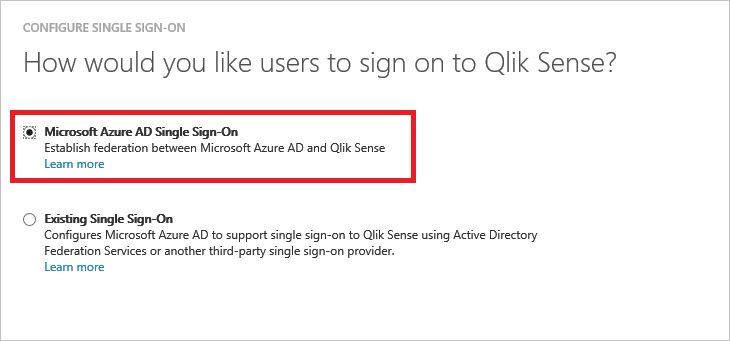 CONFIGURE SINGLE SIGN-ON
How would you like users to sign on to Qlik Sense?
Microsoft Azure AD Single Sign-On
Establish federation between Microsoft Azure AD and Qlik Sense
Learn more
Existing Single Sign-On
Configures Microsoft Azure AD to support single sign-on to Qlik Sense using Active Directory
Federation Services or another third-party single sign-on provider.
Learn more